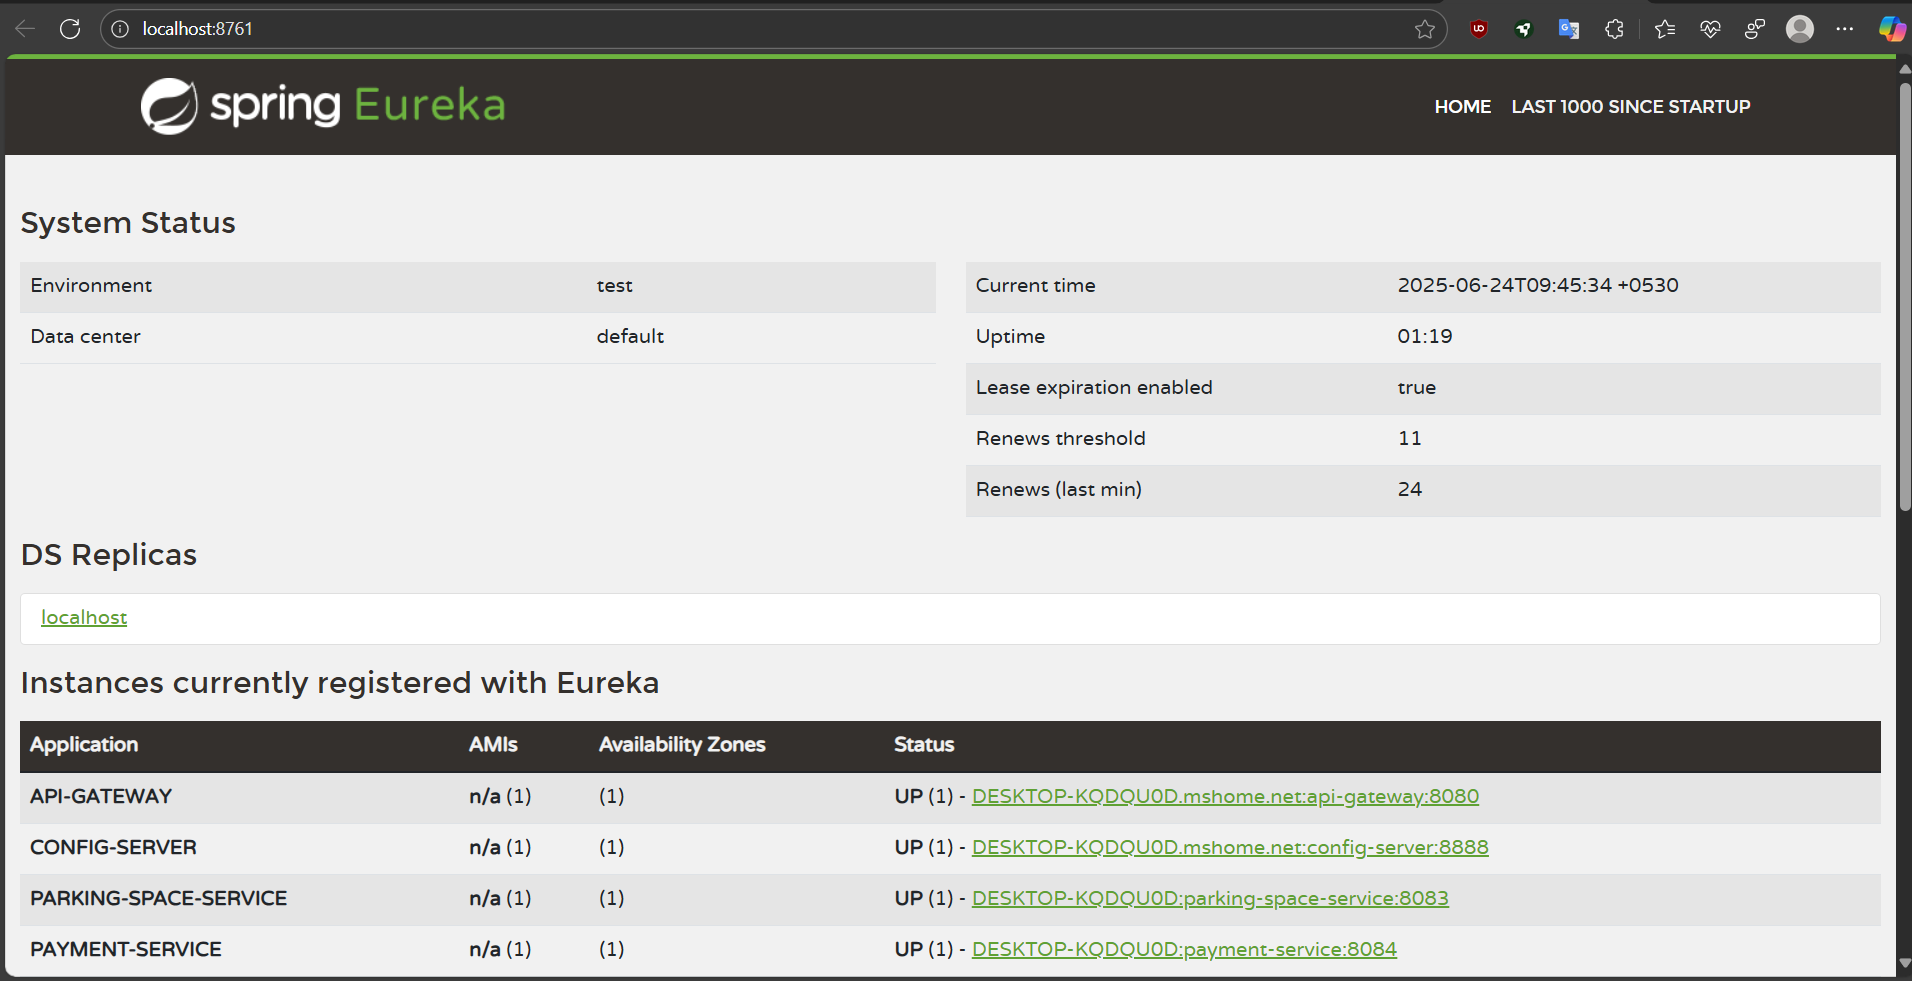 localhost:8761
spring Eureka
HOME LAST 1000 SINCE STARTUP
System Status
Environment test
Data center default
Current time 2025-06-24T09:45:34 +0530
Uptime 01:19
Lease expiration enabled true
Renews threshold 11
Renews (last min) 24
DS Replicas
localhost
Instances currently registered with Eureka
Application AMIs Availability Zones Status
API-GATEWAY n/a (1) (1) UP (1) - DESKTOP-KQDQU0D.mshome.net:api-gateway:8080
CONFIG-SERVER n/a (1) (1) UP (1) - DESKTOP-KQDQU0D.mshome.net:config-server:8888
PARKING-SPACE-SERVICE n/a (1) (1) UP (1) - DESKTOP-KQDQU0D:parking-space-service:8083
PAYMENT-SERVICE n/a (1) (1) UP (1) - DESKTOP-KQDQU0D:payment-service:8084